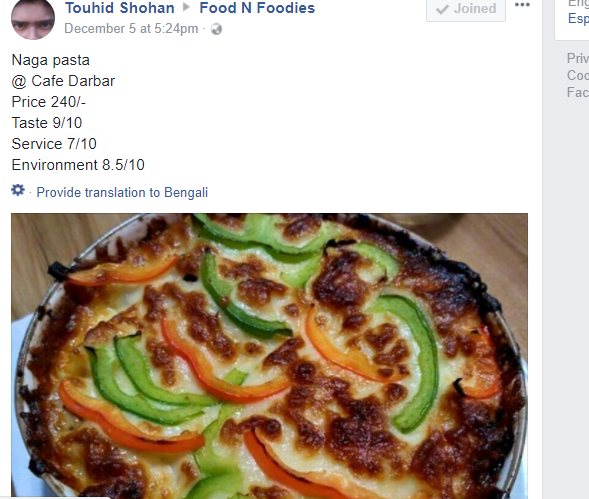 Touhid Shohan Food N Foodies
Joined
December 5 at 5:24pm ·
Naga pasta
@ Cafe Darbar
Price 240/-
Taste 9/10
Service 7/10
Environment 8.5/10
· Provide translation to Bengali
Esp
Priv
Coo
Fac